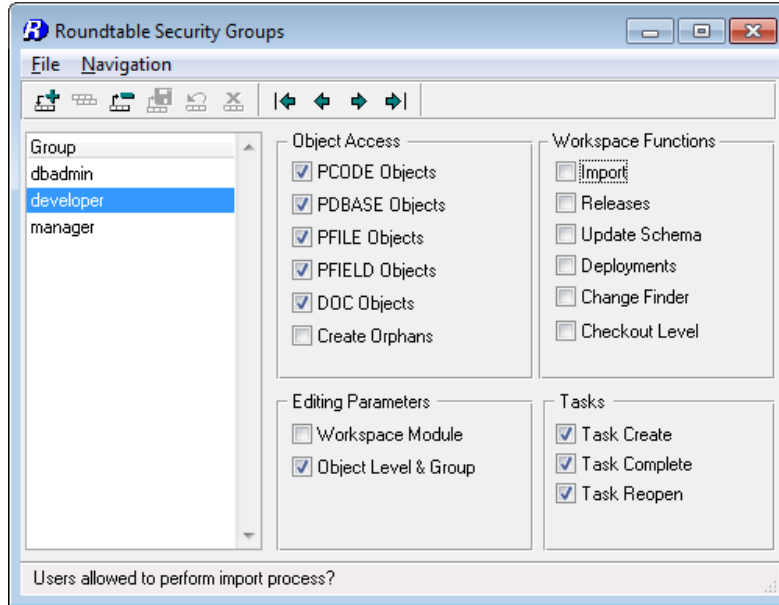 Roundtable Security Groups
File Navigation
Group
dbadmin
developer
manager
Object Access
PCODE Objects
PDBASE Objects
PFILE Objects
PFIELD Objects
DOC Objects
Create Orphans
Workspace Functions
Import
Releases
Update Schema
Deployments
Change Finder
Checkout Level
Editing Parameters
Workspace Module
Object Level & Group
Tasks
Task Create
Task Complete
Task Reopen
Users allowed to perform import process?